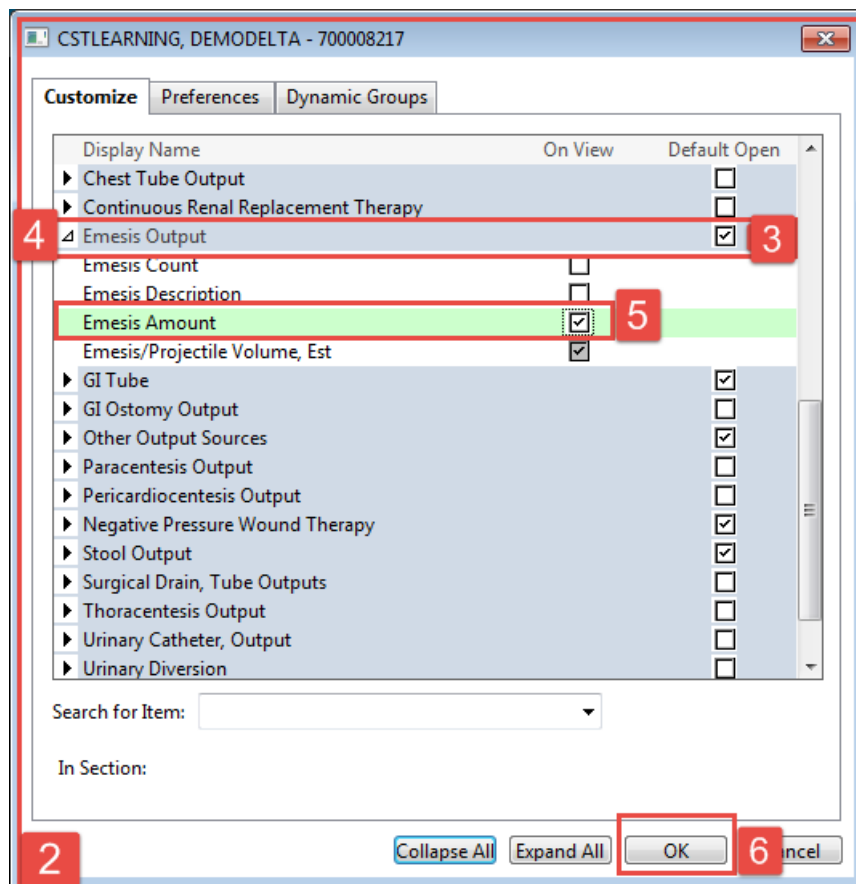 CSTLEARNING, DEMODELTA - 700008217
Customize Preferences Dynamic Groups
Display Name On View Default Open
Chest Tube Output
Continuous Renal Replacement Therapy
4 Emesis Output 3
Emesis Count
Emesis Description
Emesis Amount 5
Emesis/Projectile Volume, Est
GI Tube
GI Ostomy Output
Other Output Sources
Paracentesis Output
Pericardiocentesis Output
Negative Pressure Wound Therapy
Stool Output
Surgical Drain, Tube Outputs
Thoracentesis Output
Urinary Catheter, Output
Urinary Diversion
Search for Item:
In Section:
2 Collapse All Expand All OK 6 ncel